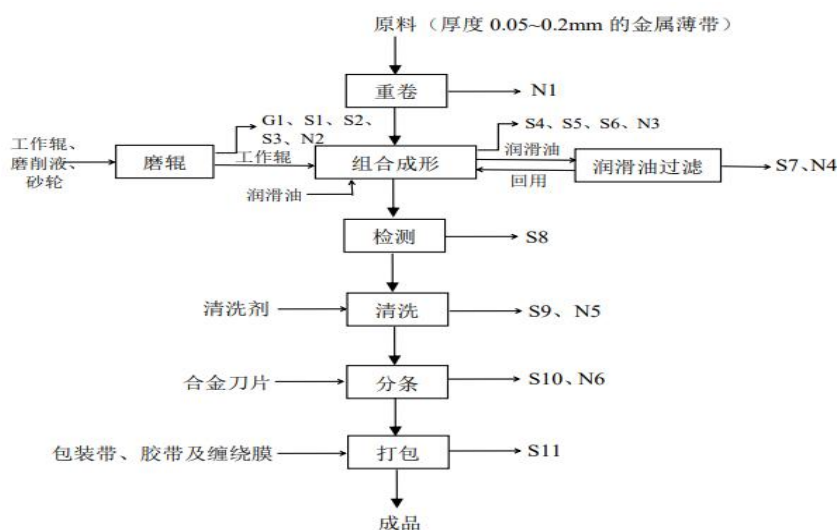 原料（厚度 0.05~0.2mm 的金属薄带）
重卷
N1
G1、S1、S2、
S3、N2
S4、S5、S6、N3
工作辊、
磨削液、
砂轮
磨辊
工作辊
组合成形
润滑油
回用
润滑油过滤
S7、N4
润滑油
检测
S8
清洗剂
清洗
S9、 N5
合金刀片
分条
S10、N6
包装带、胶带及缠绕膜
打包
S11
成品